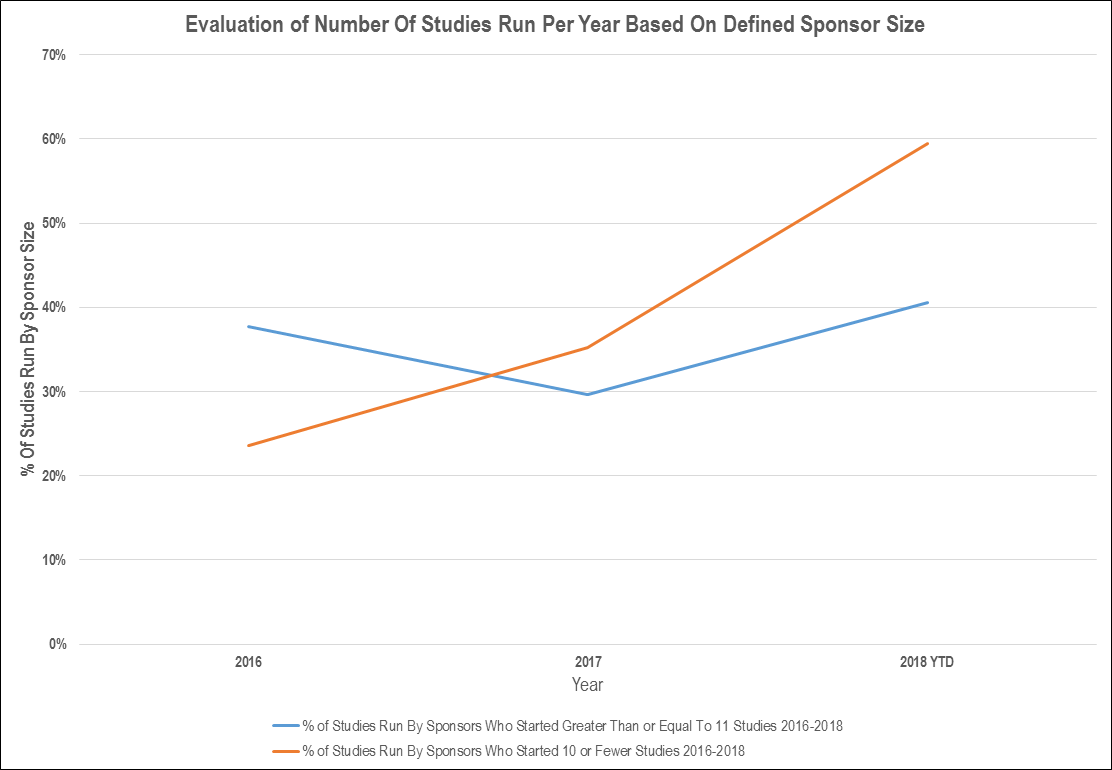 Evaluation of Number Of Studies Run Per Year Based On Defined Sponsor Size
70%
60%
50%
40%
30%
20%
10%
0%
% Of Studies Run By Sponsor Size
2016
2017
2018 YTD
Year
% of Studies Run By Sponsors Who Started Greater Than or Equal To 11 Studies 2016-2018
% of Studies Run By Sponsors Who Started 10 or Fewer Studies 2016-2018